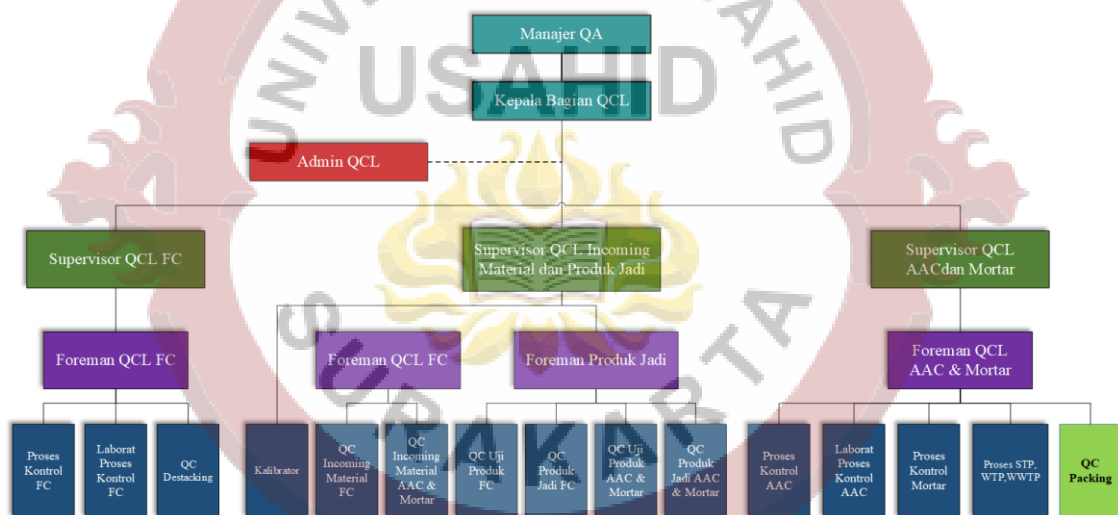 UNIVERSITAS SAHID
USAHID
SURAKARTA
Manajer QA
Kepala Bagian QCL
Admin QCL
Supervisor QCL FC
Supervisor QCL Incoming
Material dan Produk Jadi
Supervisor QCL
AACdan Mortar
Foreman QCL FC
Foreman QCL FC
Foreman Produk Jadi
Foreman QCL
AAC & Mortar
Proses
Kontrol
FC
Laborat
Proses
Kontrol
FC
QC
Destacking
Kalibrator
QC
Incoming
Material
FC
QC
Incoming
Material
AAC &
Mortar
QC Uji
Produk
FC
QC
Produk
Jadi FC
QC Uji
Produk
AAC &
Mortar
QC
Produk
Jadi AAC
& Mortar
Proses
Kontrol
AAC
Laborat
Proses
Kontrol
AAC
Proses
Kontrol
Mortar
Proses STP,
WTP,WWTP
QC
Packing